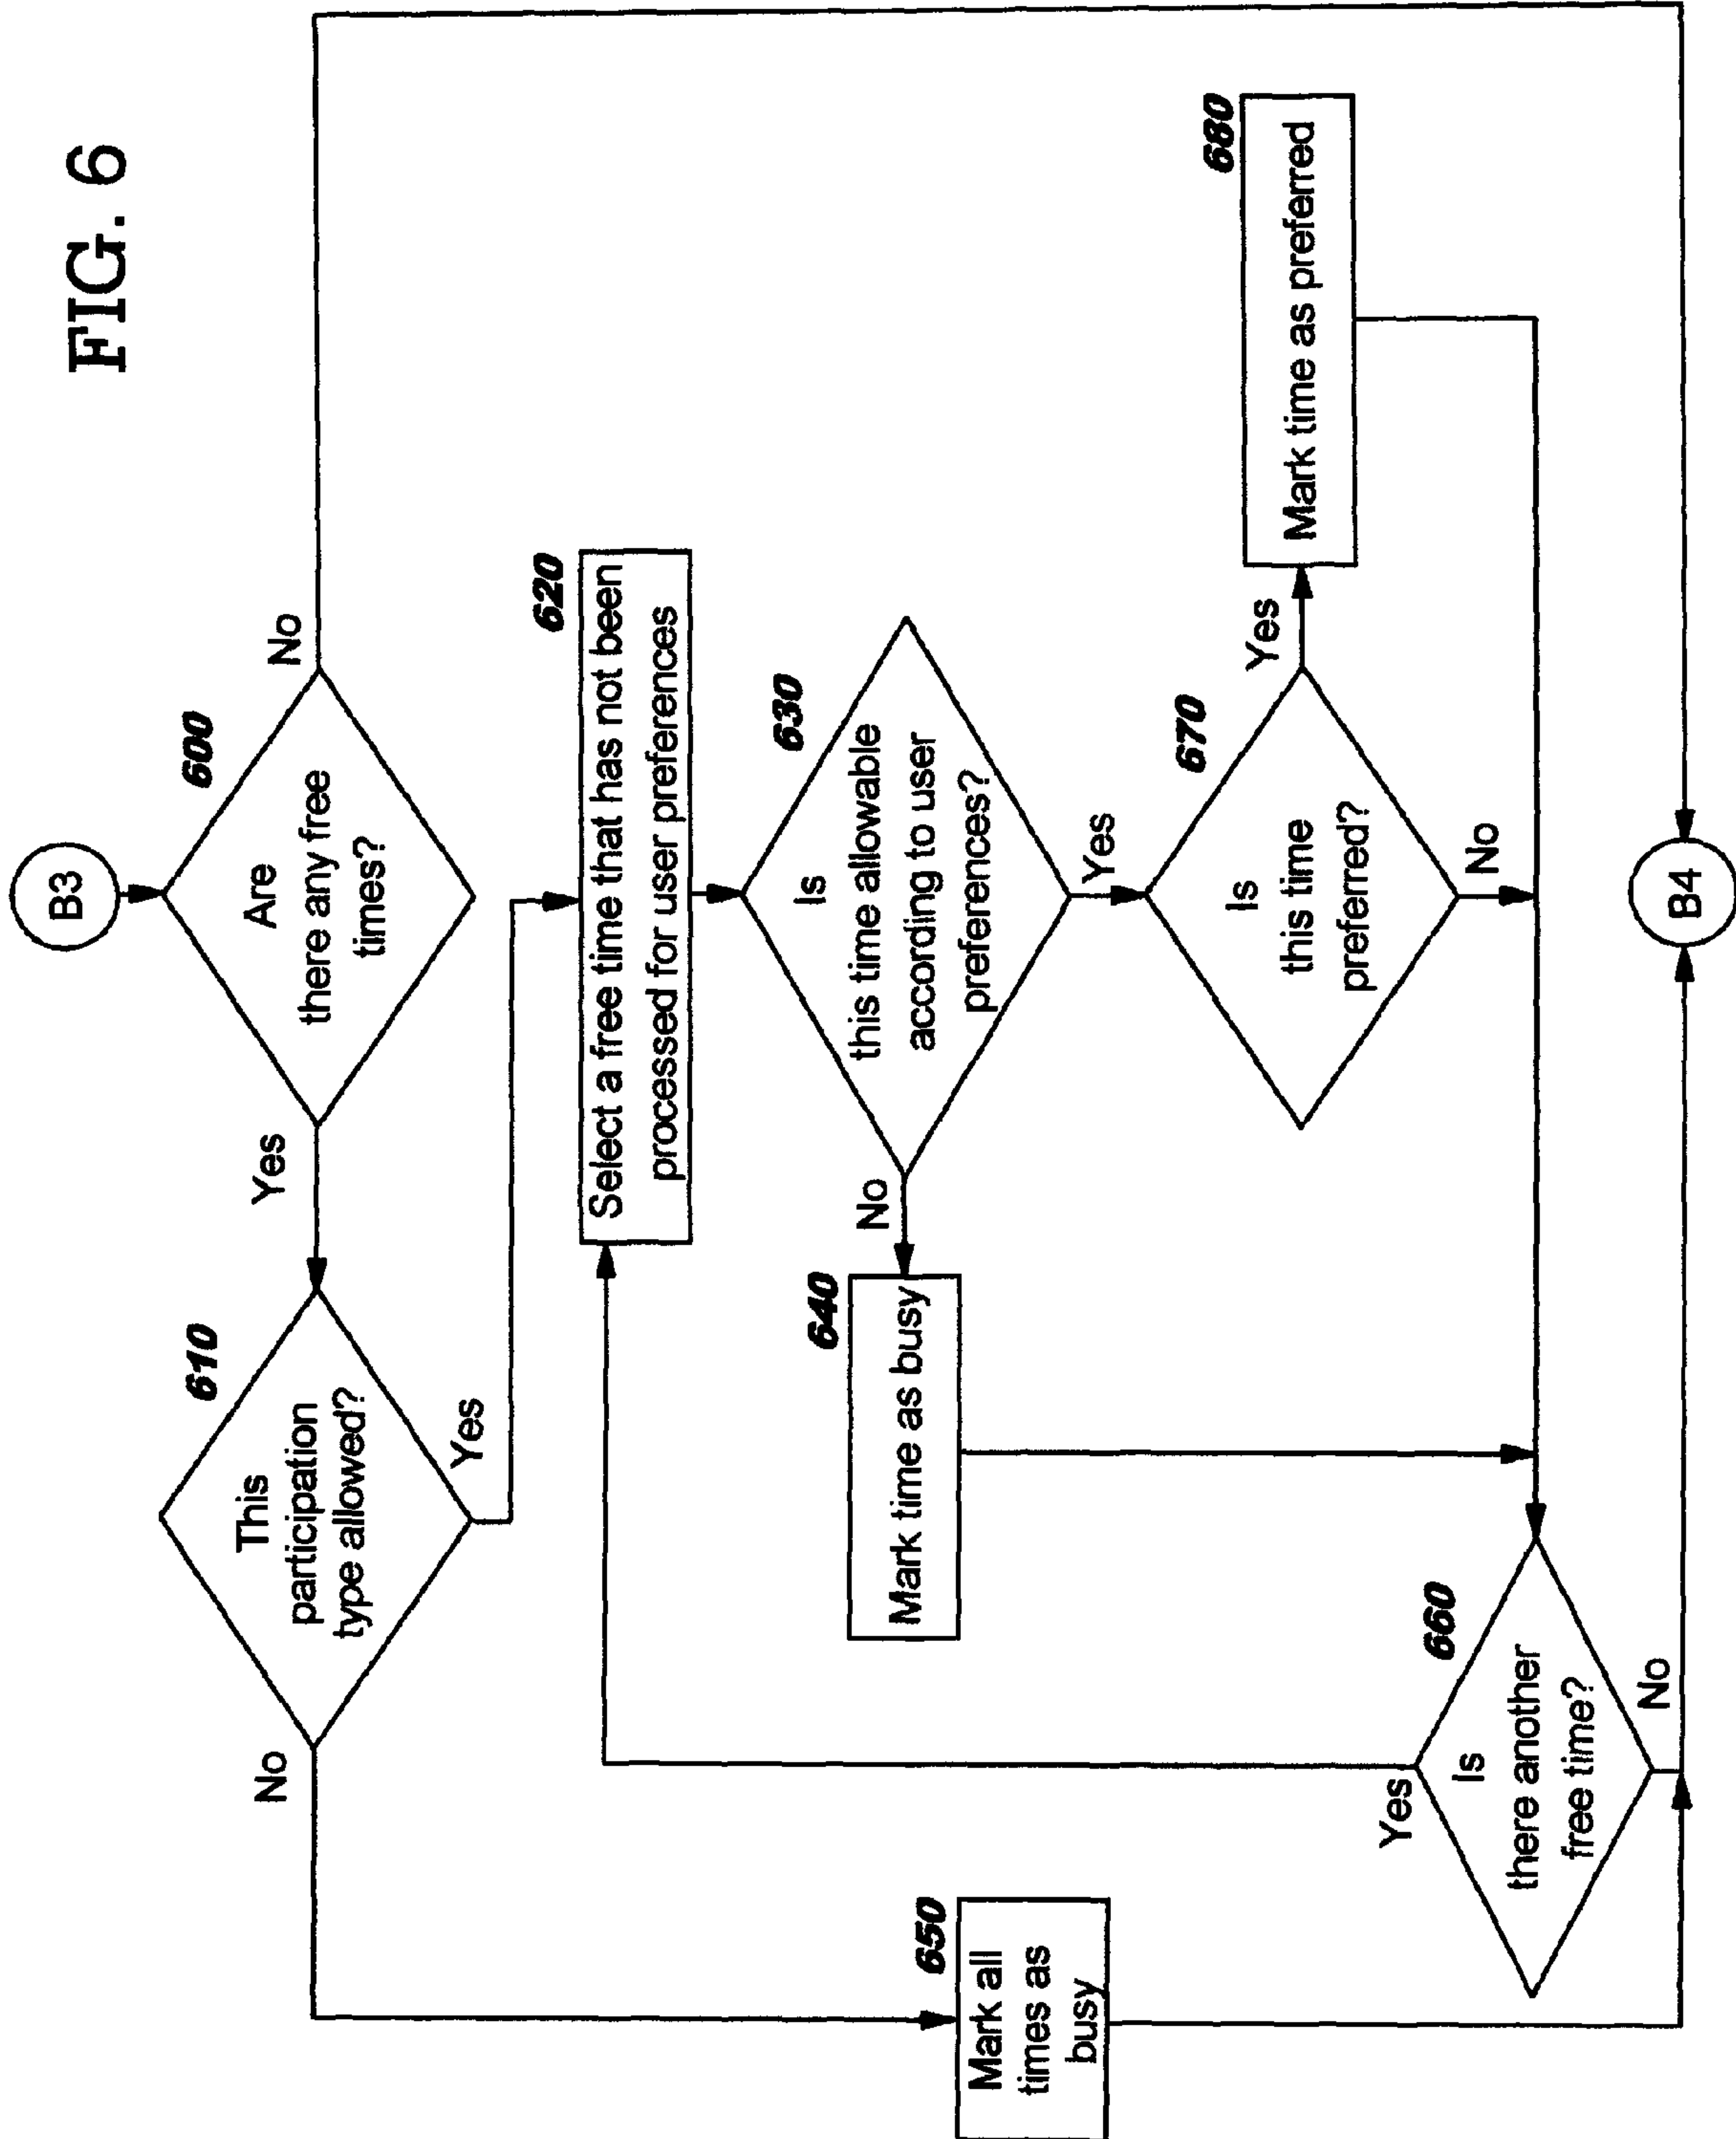 FIG. 6
B3
600
Are
there any free
times?
No
Yes
610
This
participation
type allowed?
Yes
No
620
Select a free time that has not been
processed for user preferences
630
Is
this time allowable
according to user
preferences?
No
Yes
640
Mark time as busy
650
Mark all
times as
busy
670
Is
this time
preferred?
Yes
No
680
Mark time as preferred
660
Is
there another
free time?
Yes
No
B4